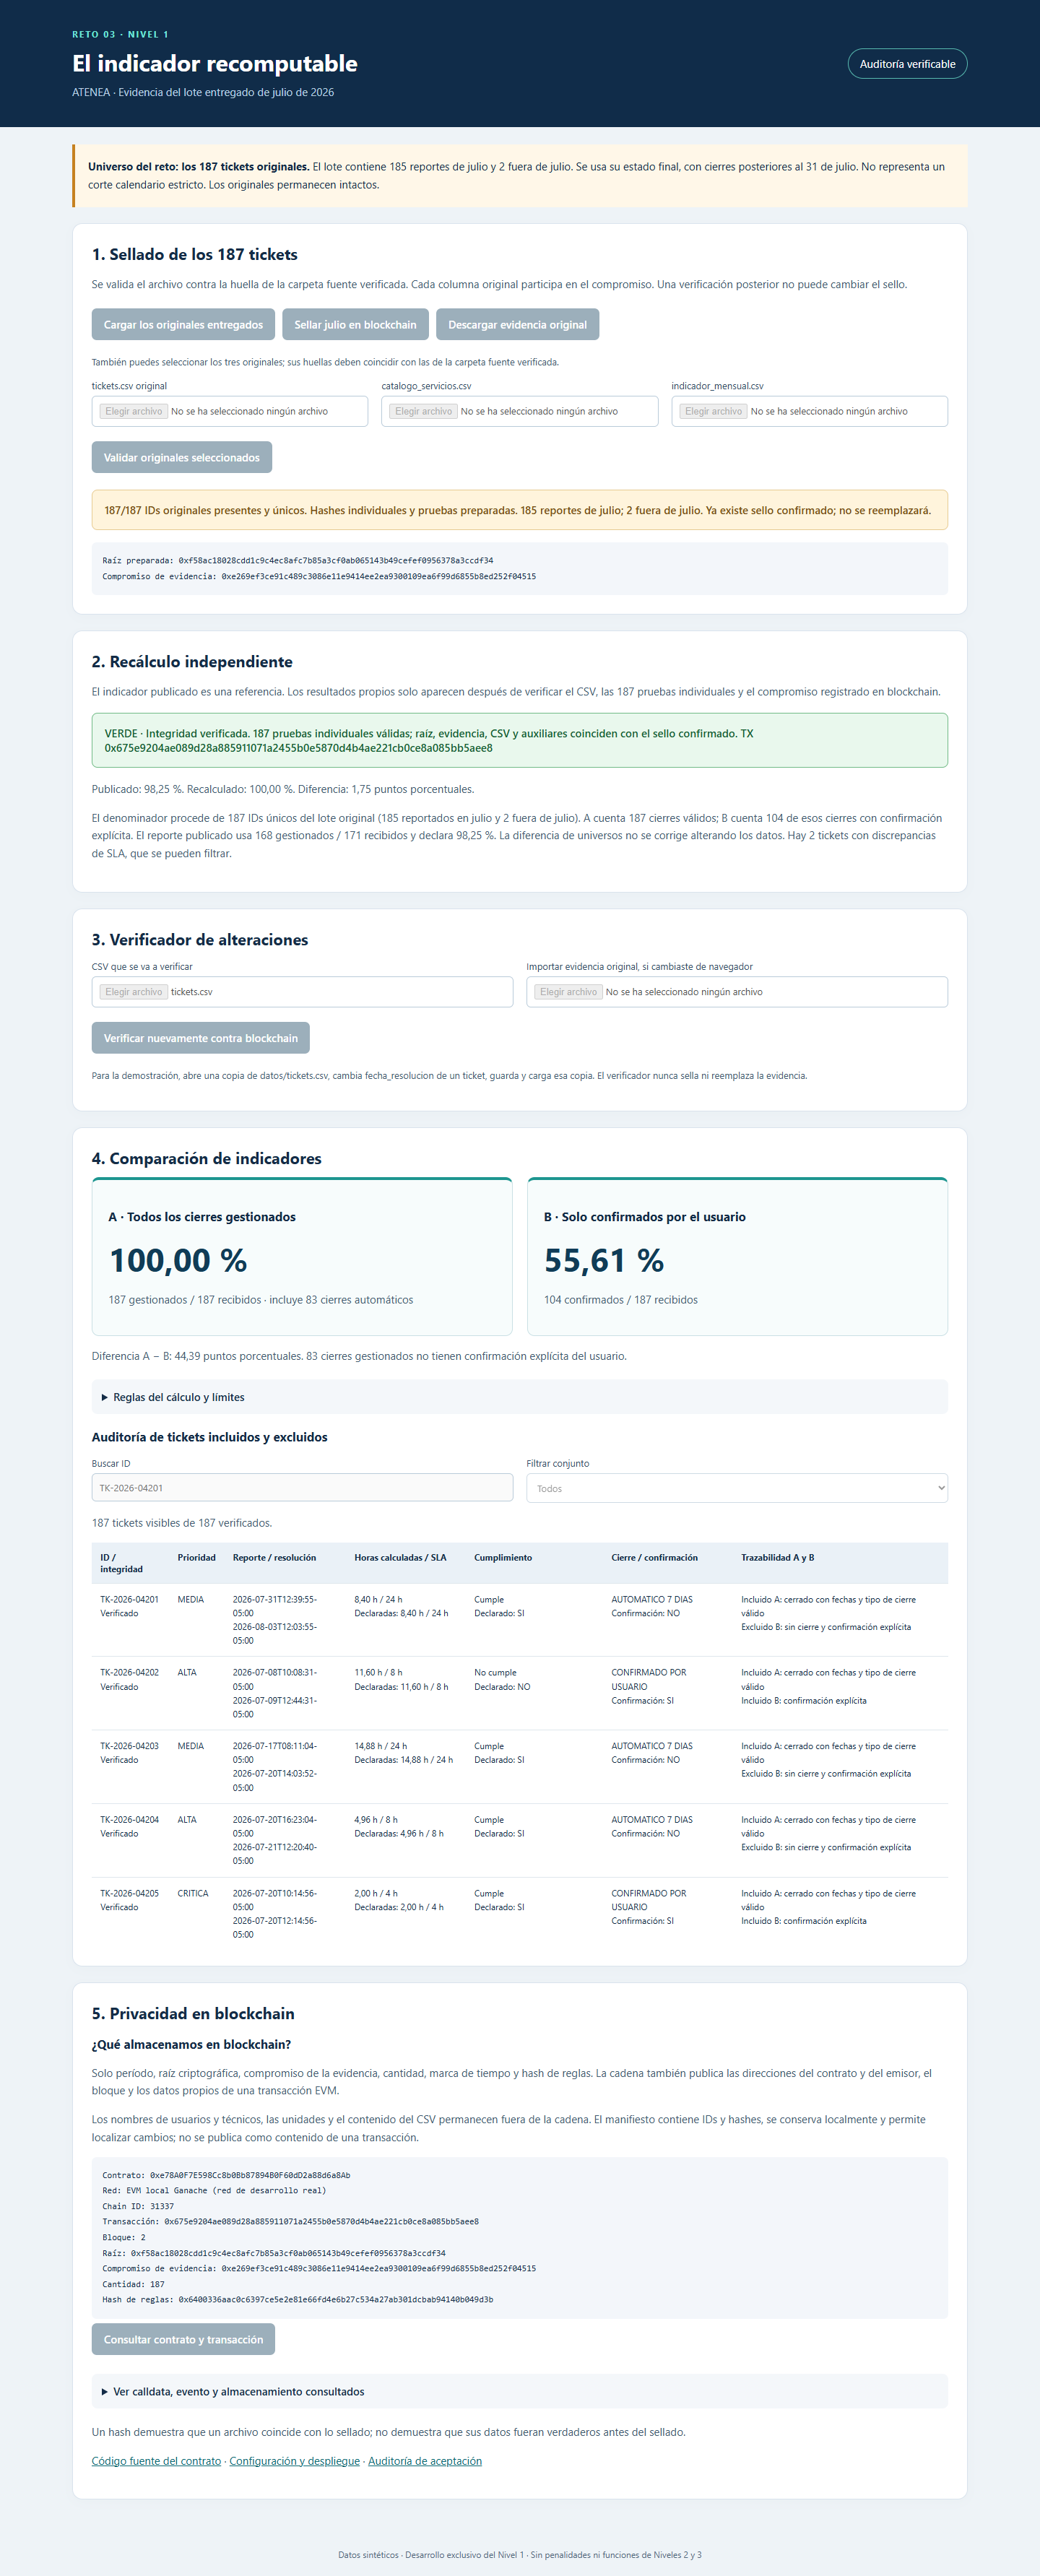 RETO 03 · NIVEL 1
El indicador recomputable
ATENEA · Evidencia del lote entregado de julio de 2026
Auditoría verificable
Universo del reto: los 187 tickets originales. El lote contiene 185 reportes de julio y 2 fuera de julio. Se usa su estado final, con cierres posteriores al 31 de julio. No representa un
corte calendario estricto. Los originales permanecen intactos.
1. Sellado de los 187 tickets
Se valida el archivo contra la huella de la carpeta fuente verificada. Cada columna original participa en el compromiso. Una verificación posterior no puede cambiar el sello.
Cargar los originales entregados
Sellar julio en blockchain
Descargar evidencia original
También puedes seleccionar los tres originales; sus huellas deben coincidir con las de la carpeta fuente verificada.
tickets.csv original
catalogo_servicios.csv
indicador_mensual.csv
Elegir archivo No se ha seleccionado ningún archivo
Elegir archivo No se ha seleccionado ningún archivo
Elegir archivo No se ha seleccionado ningún archivo
Validar originales seleccionados
187/187 IDs originales presentes y únicos. Hashes individuales y pruebas preparadas. 185 reportes de julio; 2 fuera de julio. Ya existe sello confirmado; no se reemplazará.
Raíz preparada: 0xf58ac18028cdd1c9c4ec8afc7b85a3cf0ab065143b49cefef0956378a3ccdf34
Compromiso de evidencia: 0xe269ef3ce91c489c3086e11e9414ee2ea9300109ea6f99d6855b8ed252f04515
2. Recálculo independiente
El indicador publicado es una referencia. Los resultados propios solo aparecen después de verificar el CSV, las 187 pruebas individuales y el compromiso registrado en blockchain.
VERDE · Integridad verificada. 187 pruebas individuales válidas; raíz, evidencia, CSV y auxiliares coinciden con el sello confirmado. TX
0x675e9204ae089d28a885911071a2455b0e5870d4b4ae221cb0ce8a085bb5aee8
Publicado: 98,25 %. Recalculado: 100,00 %. Diferencia: 1,75 puntos porcentuales.
El denominador procede de 187 IDs únicos del lote original (185 reportados en julio y 2 fuera de julio). A cuenta 187 cierres válidos; B cuenta 104 de esos cierres con confirmación
explícita. El reporte publicado usa 168 gestionados / 171 recibidos y declara 98,25 %. La diferencia de universos no se corrige alterando los datos. Hay 2 tickets con discrepancias
de SLA, que se pueden filtrar.
3. Verificador de alteraciones
CSV que se va a verificar
Importar evidencia original, si cambiaste de navegador
Elegir archivo tickets.csv
Elegir archivo No se ha seleccionado ningún archivo
Verificar nuevamente contra blockchain
Para la demostración, abre una copia de datos/tickets.csv, cambia fecha_resolucion de un ticket, guarda y carga esa copia. El verificador nunca sella ni reemplaza la evidencia.
4. Comparación de indicadores
A · Todos los cierres gestionados
100,00 %
187 gestionados / 187 recibidos · incluye 83 cierres automáticos
B · Solo confirmados por el usuario
55,61 %
104 confirmados / 187 recibidos
Diferencia A − B: 44,39 puntos porcentuales. 83 cierres gestionados no tienen confirmación explícita del usuario.
▶ Reglas del cálculo y límites
Auditoría de tickets incluidos y excluidos
Buscar ID
Filtrar conjunto
TK-2026-04201
Todos
187 tickets visibles de 187 verificados.
ID / integridad
Prioridad
Reporte / resolución
Horas calculadas / SLA
Cumplimiento
Cierre / confirmación
Trazabilidad A y B
TK-2026-04201
Verificado
MEDIA
2026-07-31T12:39:55-
05:00
2026-08-03T12:03:55-
05:00
8,40 h / 24 h
Declaradas: 8,40 h / 24 h
Cumple
Declarado: SI
AUTOMATICO 7 DIAS
Confirmación: NO
Incluido A: cerrado con fechas y tipo de cierre
válido
Excluido B: sin cierre y confirmación explícita
TK-2026-04202
Verificado
ALTA
2026-07-08T10:08:31-
05:00
2026-07-09T12:44:31-
05:00
11,60 h / 8 h
Declaradas: 11,60 h / 8 h
No cumple
Declarado: NO
CONFIRMADO POR
USUARIO
Confirmación: SI
Incluido A: cerrado con fechas y tipo de cierre
válido
Incluido B: confirmación explícita
TK-2026-04203
Verificado
MEDIA
2026-07-17T08:11:04-
05:00
2026-07-20T14:03:52-
05:00
14,88 h / 24 h
Declaradas: 14,88 h / 24 h
Cumple
Declarado: SI
AUTOMATICO 7 DIAS
Confirmación: NO
Incluido A: cerrado con fechas y tipo de cierre
válido
Excluido B: sin cierre y confirmación explícita
TK-2026-04204
Verificado
ALTA
2026-07-20T16:23:04-
05:00
2026-07-21T12:20:40-
05:00
4,96 h / 8 h
Declaradas: 4,96 h / 8 h
Cumple
Declarado: SI
AUTOMATICO 7 DIAS
Confirmación: NO
Incluido A: cerrado con fechas y tipo de cierre
válido
Excluido B: sin cierre y confirmación explícita
TK-2026-04205
Verificado
CRITICA
2026-07-20T10:14:56-
05:00
2026-07-20T12:14:56-
05:00
2,00 h / 4 h
Declaradas: 2,00 h / 4 h
Cumple
Declarado: SI
CONFIRMADO POR
USUARIO
Confirmación: SI
Incluido A: cerrado con fechas y tipo de cierre
válido
Incluido B: confirmación explícita
5. Privacidad en blockchain
¿Qué almacenamos en blockchain?
Solo período, raíz criptográfica, compromiso de la evidencia, cantidad, marca de tiempo y hash de reglas. La cadena también publica las direcciones del contrato y del emisor, el
bloque y los datos propios de una transacción EVM.
Los nombres de usuarios y técnicos, las unidades y el contenido del CSV permanecen fuera de la cadena. El manifiesto contiene IDs y hashes, se conserva localmente y permite
localizar cambios; no se publica como contenido de una transacción.
Contrato: 0xe78A0F7E598Cc8b0Bb87894B0F60dD2a88d6a8Ab
Red: EVM local Ganache (red de desarrollo real)
Chain ID: 31337
Transacción: 0x675e9204ae089d28a885911071a2455b0e5870d4b4ae221cb0ce8a085bb5aee8
Bloque: 2
Raíz: 0xf58ac18028cdd1c9c4ec8afc7b85a3cf0ab065143b49cefef0956378a3ccdf34
Compromiso de evidencia: 0xe269ef3ce91c489c3086e11e9414ee2ea9300109ea6f99d6855b8ed252f04515
Cantidad: 187
Hash de reglas: 0x6400336aac0c6397ce5e2e81e66fd4e6b27c534a27ab301dcbab94140b049d3b
Consultar contrato y transacción
▶ Ver calldata, evento y almacenamiento consultados
Un hash demuestra que un archivo coincide con lo sellado; no demuestra que sus datos fueran verdaderos antes del sellado.
Código fuente del contrato · Configuración y despliegue · Auditoría de aceptación
Datos sintéticos · Desarrollo exclusivo del Nivel 1 · Sin penalidades ni funciones de Niveles 2 y 3